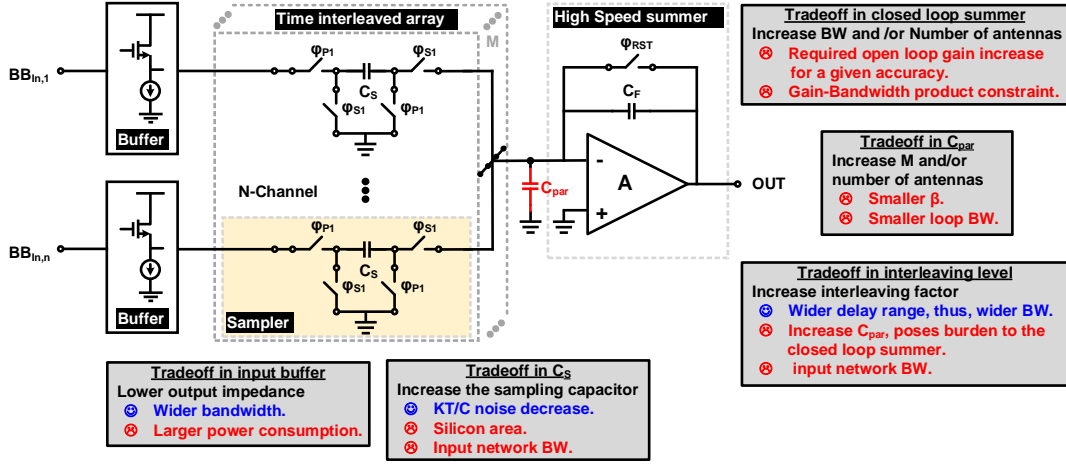 Time interleaved array
M
High Speed summer
Tradeoff in closed loop summer
Increase BW and /or Number of antennas
Required open loop gain increase
for a given accuracy.
Gain-Bandwidth product constraint.
φP1
φS1
φRST
BBIn,1
CS
CF
φS1
φP1
Buffer
N-Channel
Cpar
-
A
+
OUT
Tradeoff in Cpar
Increase M and/or
number of antennas
Smaller β.
Smaller loop BW.
φP1
φS1
BBIn,n
CS
φS1
φP1
Buffer
Sampler
Tradeoff in interleaving level
Increase interleaving factor
Wider delay range, thus, wider BW.
Increase Cpar, poses burden to the
closed loop summer.
input network BW.
Tradeoff in input buffer
Lower output impedance
Wider bandwidth.
Larger power consumption.
Tradeoff in CS
Increase the sampling capacitor
KT/C noise decrease.
Silicon area.
Input network BW.